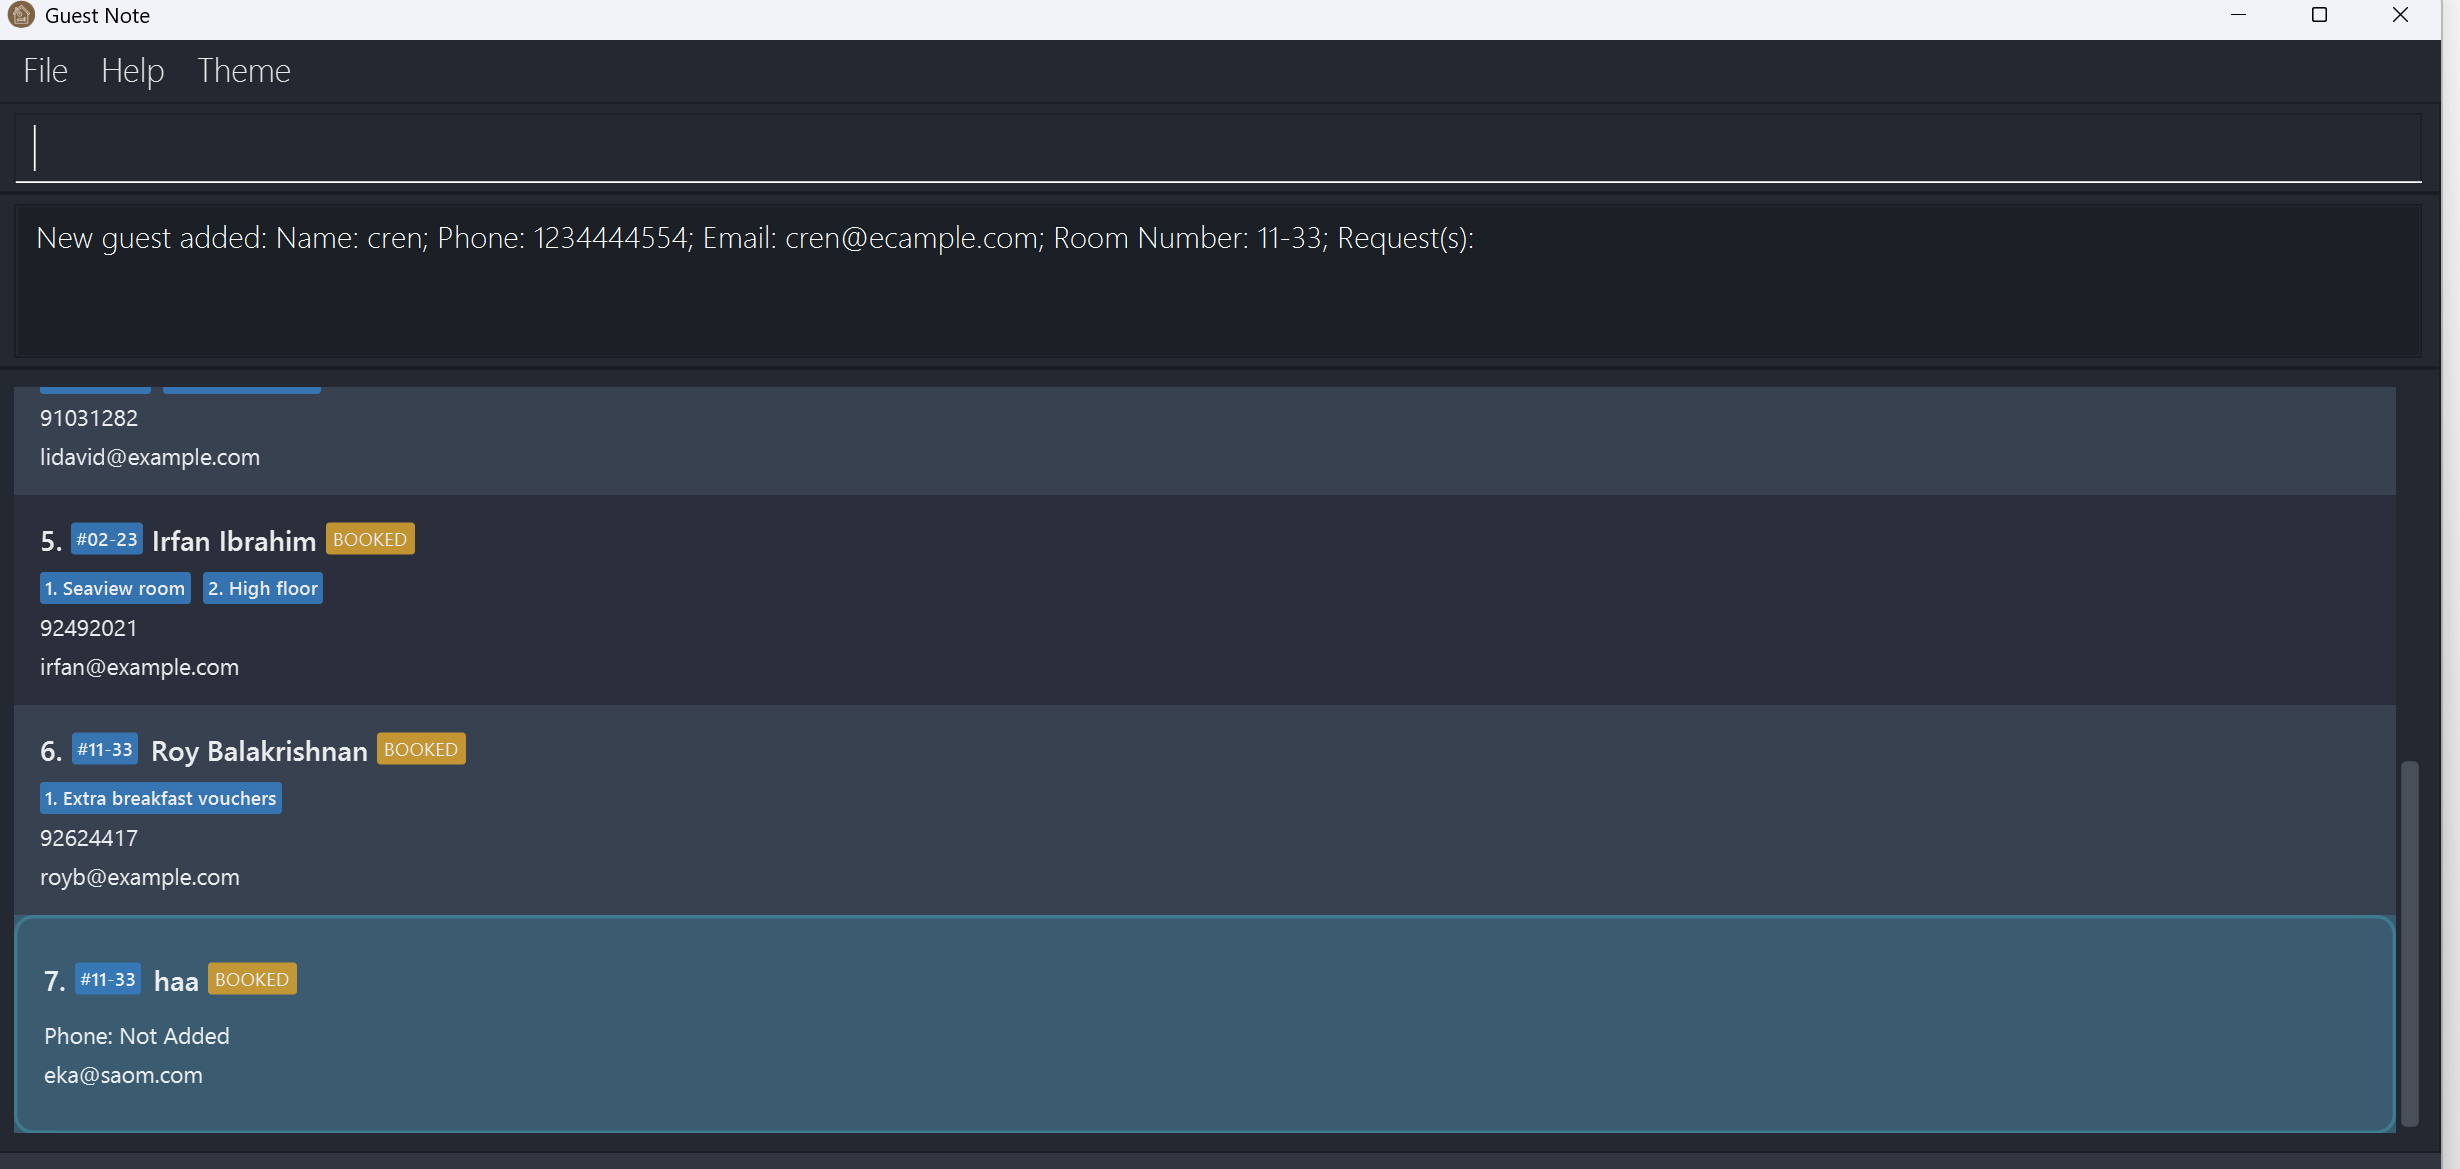 Guest Note
File Help Theme
New guest added: Name: cren; Phone: 1234444554; Email: cren@ecample.com; Room Number: 11-33; Request(s):
91031282
lidavid@example.com
5. #02-23 Irfan Ibrahim BOOKED
1. Seaview room 2. High floor
92492021
irfan@example.com
6. #11-33 Roy Balakrishnan BOOKED
1. Extra breakfast vouchers
92624417
royb@example.com
7. #11-33 haa BOOKED
Phone: Not Added
eka@saom.com